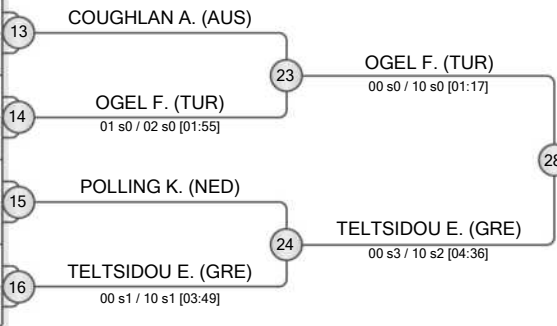 COUGHLAN A. (AUS)
13
23
OGEL F. (TUR)
00 s0 / 10 s0 [01:17]
OGEL F. (TUR)
14
01 s0 / 02 s0 [01:55]
28
POLLING K. (NED)
15
24
TELTSIDOU E. (GRE)
00 s3 / 10 s2 [04:36]
TELTSIDOU E. (GRE)
16
00 s1 / 10 s1 [03:49]